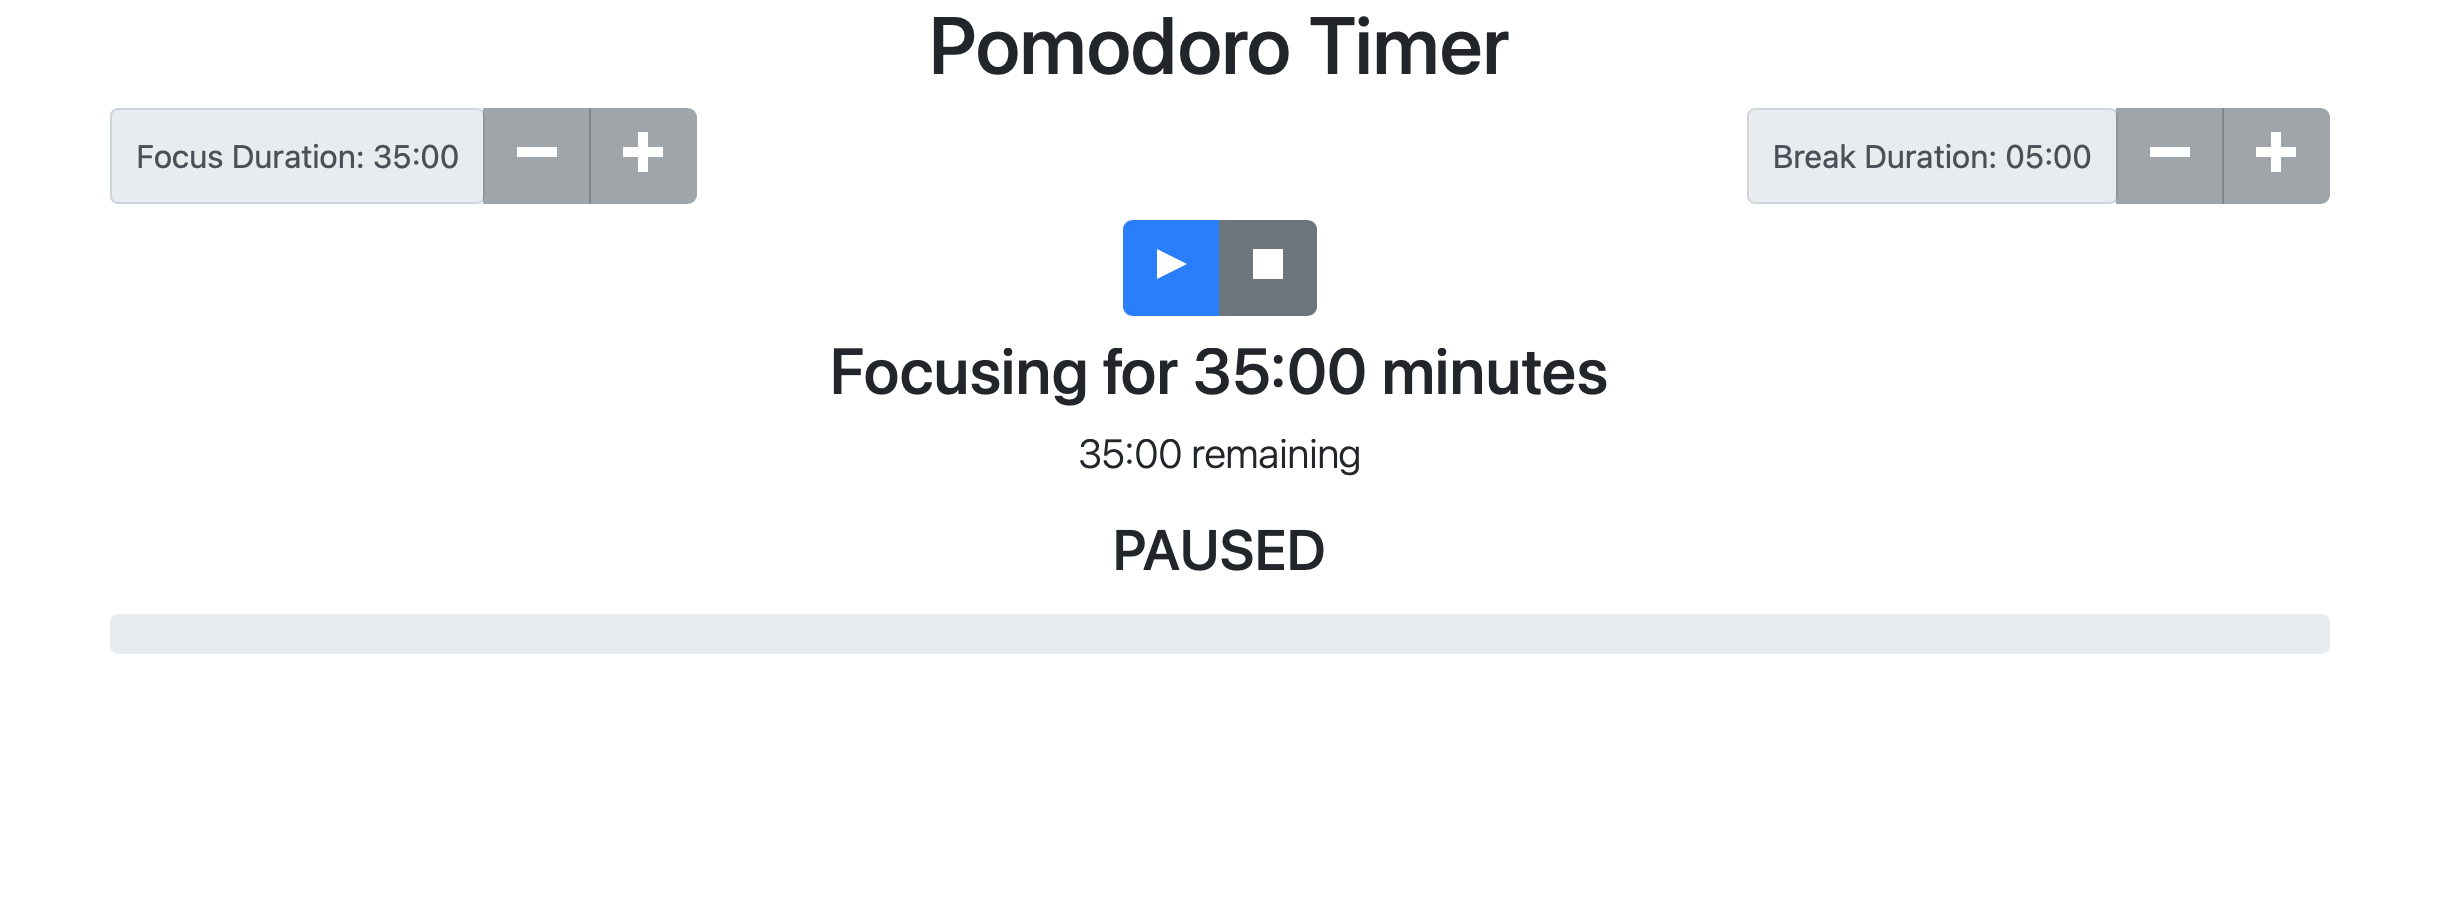 Pomodoro Timer
Focus Duration: 35:00
Break Duration: 05:00
Focusing for 35:00 minutes
35:00 remaining
PAUSED